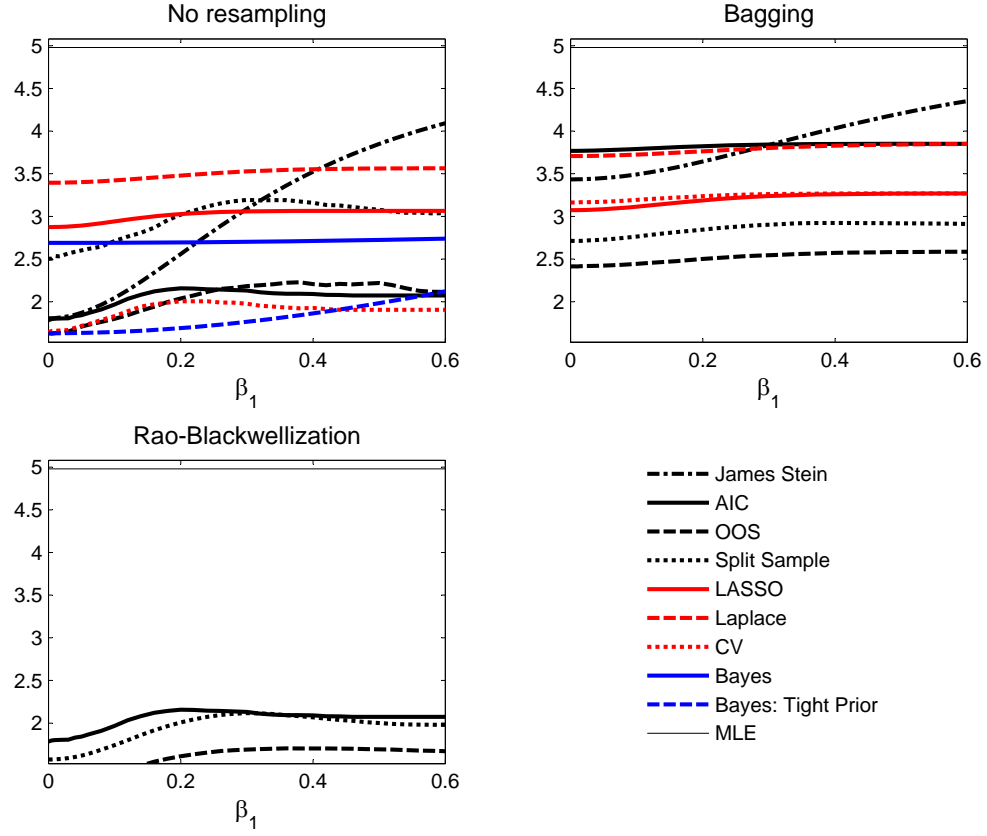 No resampling
5
4.5
4
3.5
3
2.5
2
0 0.2 0.4 0.6
β1
Bagging
5
4.5
4
3.5
3
2.5
2
0 0.2 0.4 0.6
β1
Rao-Blackwellization
5
4.5
4
3.5
3
2.5
2
0 0.2 0.4 0.6
β1
James Stein
AIC
OOS
Split Sample
LASSO
Laplace
CV
Bayes
Bayes: Tight Prior
MLE